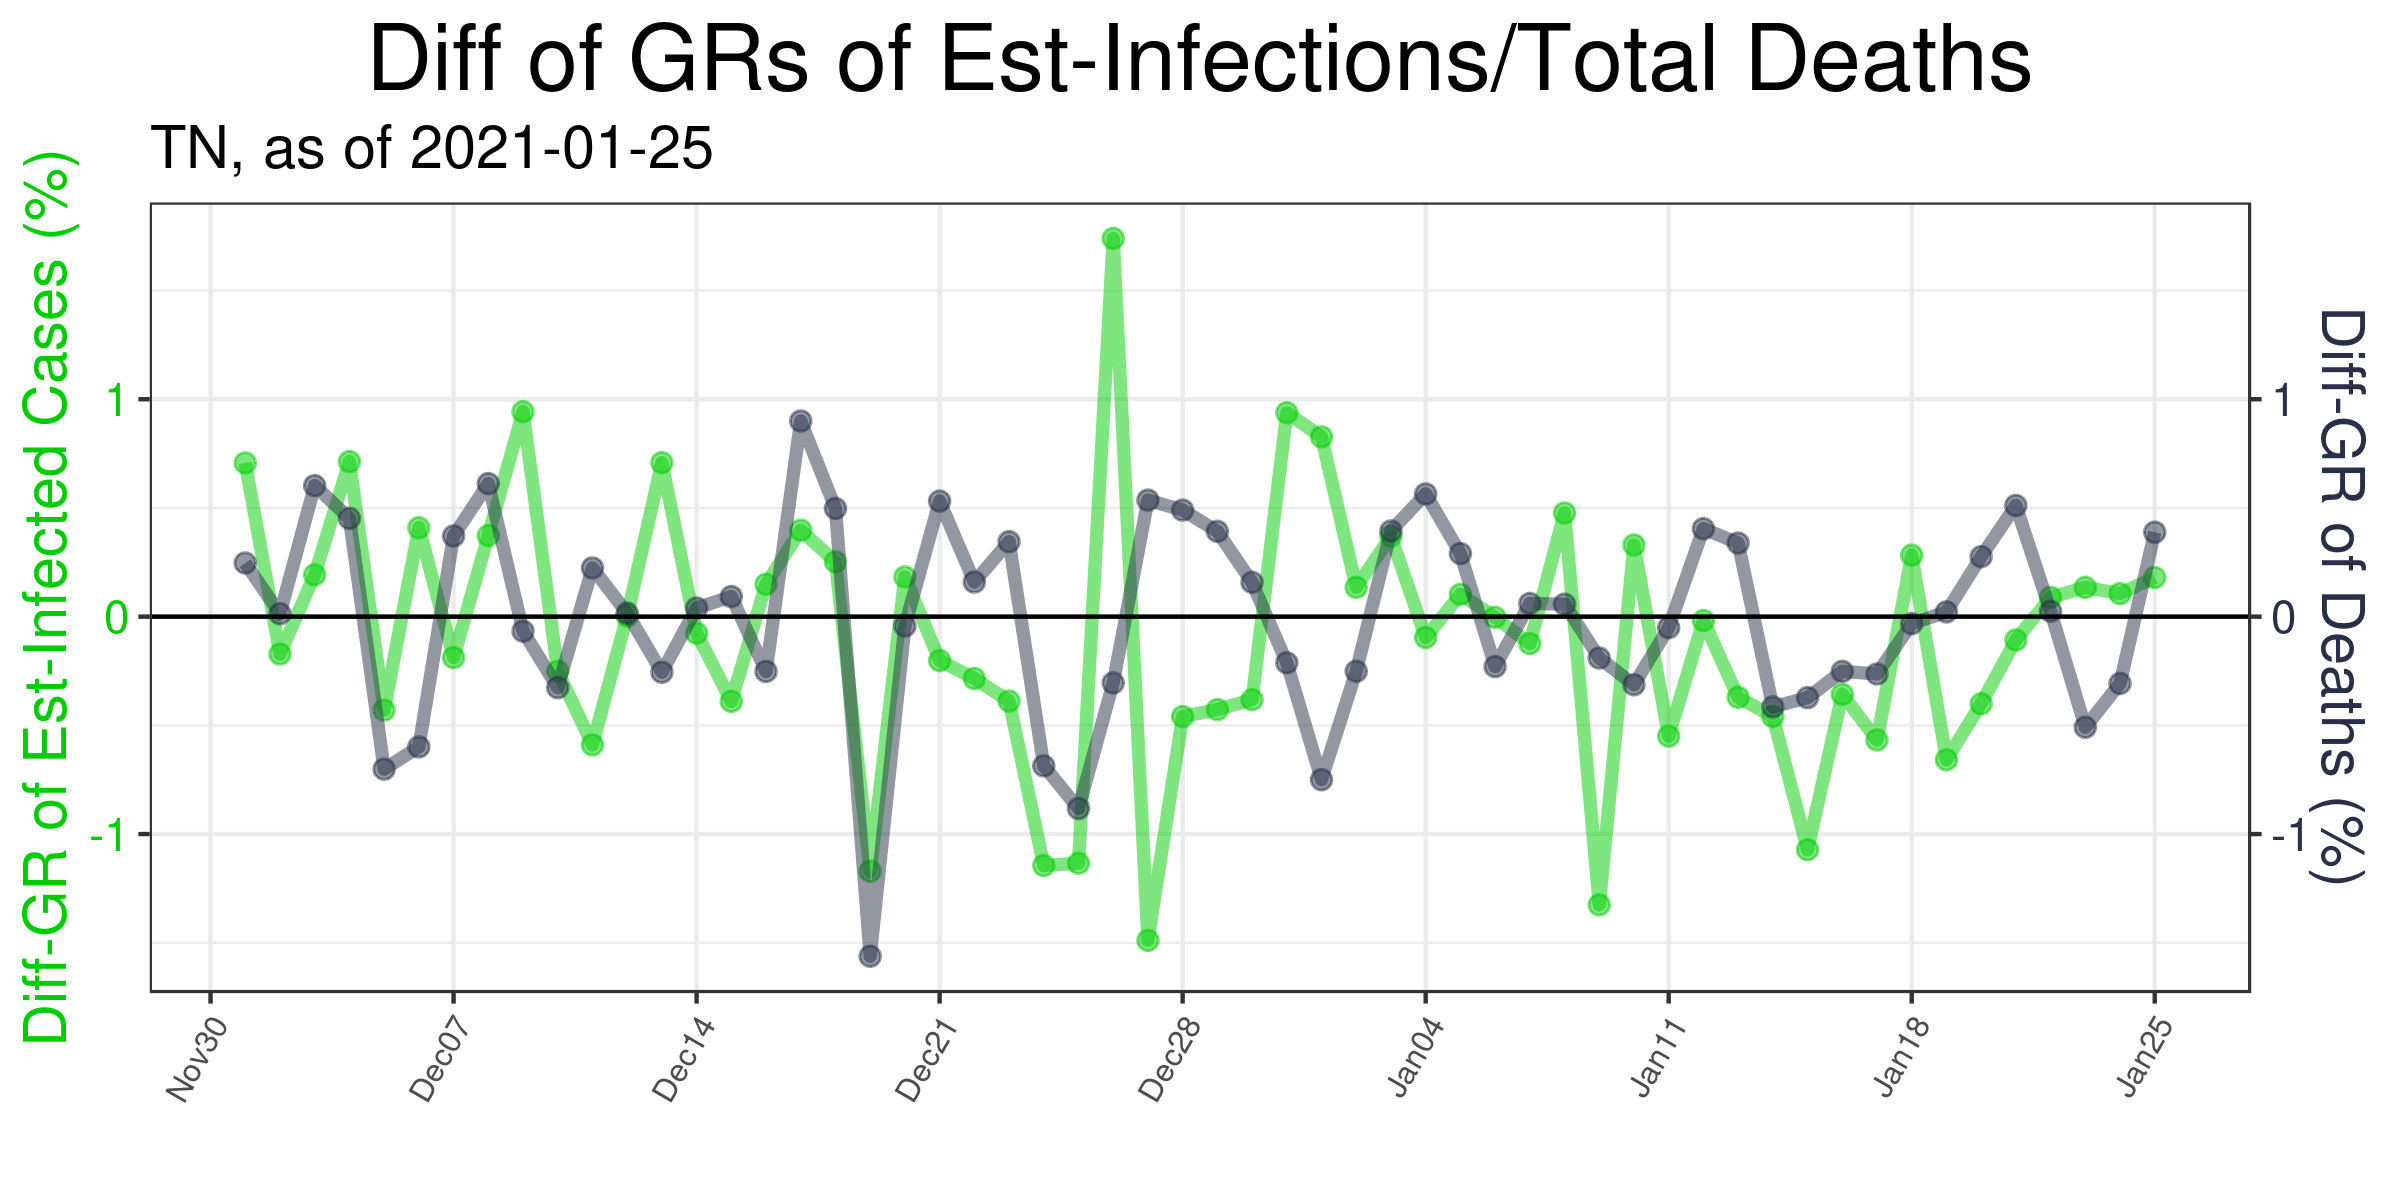 Diff of GRs of Est-Infections/Total Deaths
TN, as of 2021-01-25
Diff-GR of Est-Infected Cases (%)
1
0
-1
1
0
-1
Diff-GR of Deaths (%)
Nov30
Dec07
Dec14
Dec21
Dec28
Jan04
Jan11
Jan18
Jan25